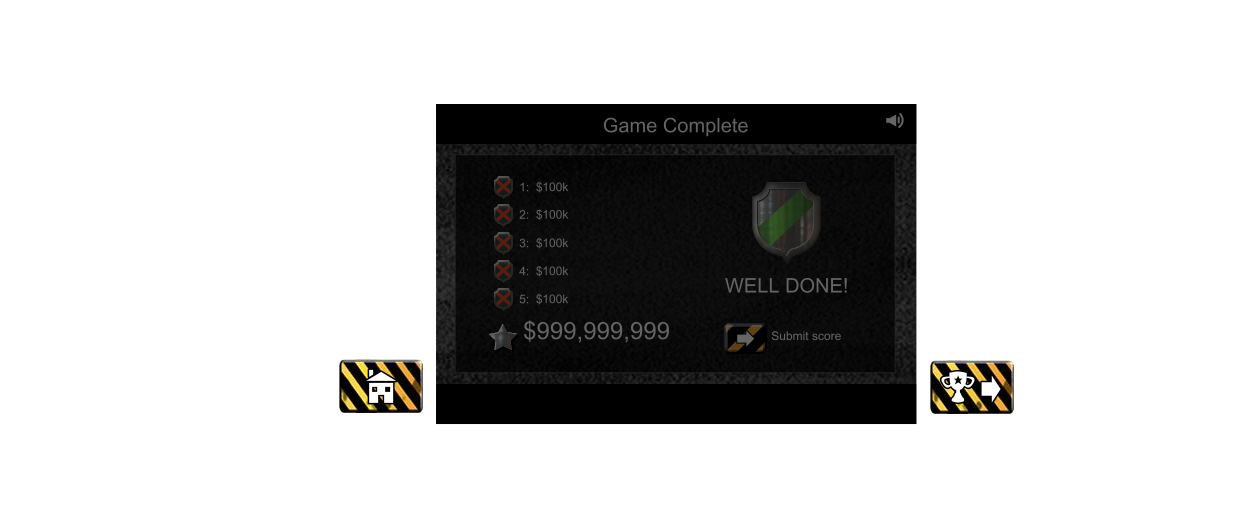 Game Complete
1: $100k
2: $100k
3: $100k
4: $100k
5: $100k
$999,999,999
WELL DONE!
Submit score